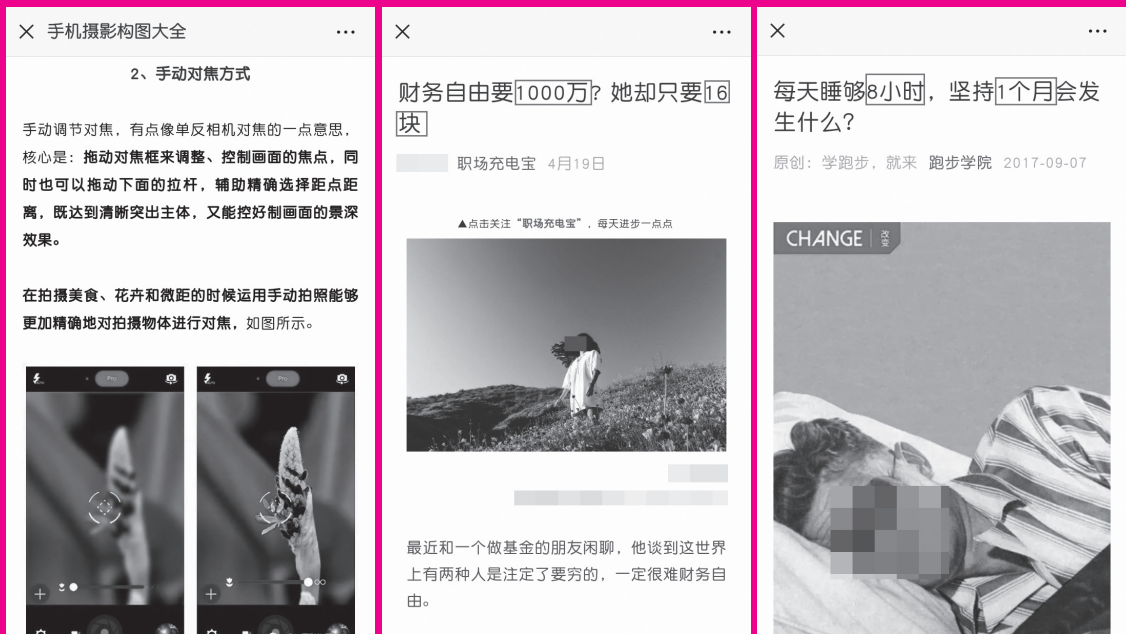 手机摄影构图大全
2、手动对焦方式
手动调节对焦，有点像单反相机对焦的一点意思，
核心是：拖动对焦框来调整、控制画面的焦点，同
时也可以拖动下面的拉杆，辅助精确选择距点距
离，既达到清晰突出主体，又能控好制画面的景深
效果。
在拍摄美食、花卉和微距的时候运用手动拍照能够
更加精确地对拍摄物体进行对焦，如图所示。
Pro
Pro
财务自由要1000万？她却只要16
块
职场充电宝 4月19日
▲点击关注“职场充电宝”，每天进步一点点
最近和一个做基金的朋友闲聊，他谈到这世界
上有两种人是注定了要穷的，一定很难财务自
由。
每天睡够8小时，坚持1个月会发
生什么？
原创：学跑步，就来 跑步学院 2017-09-07
CHANGE 改变